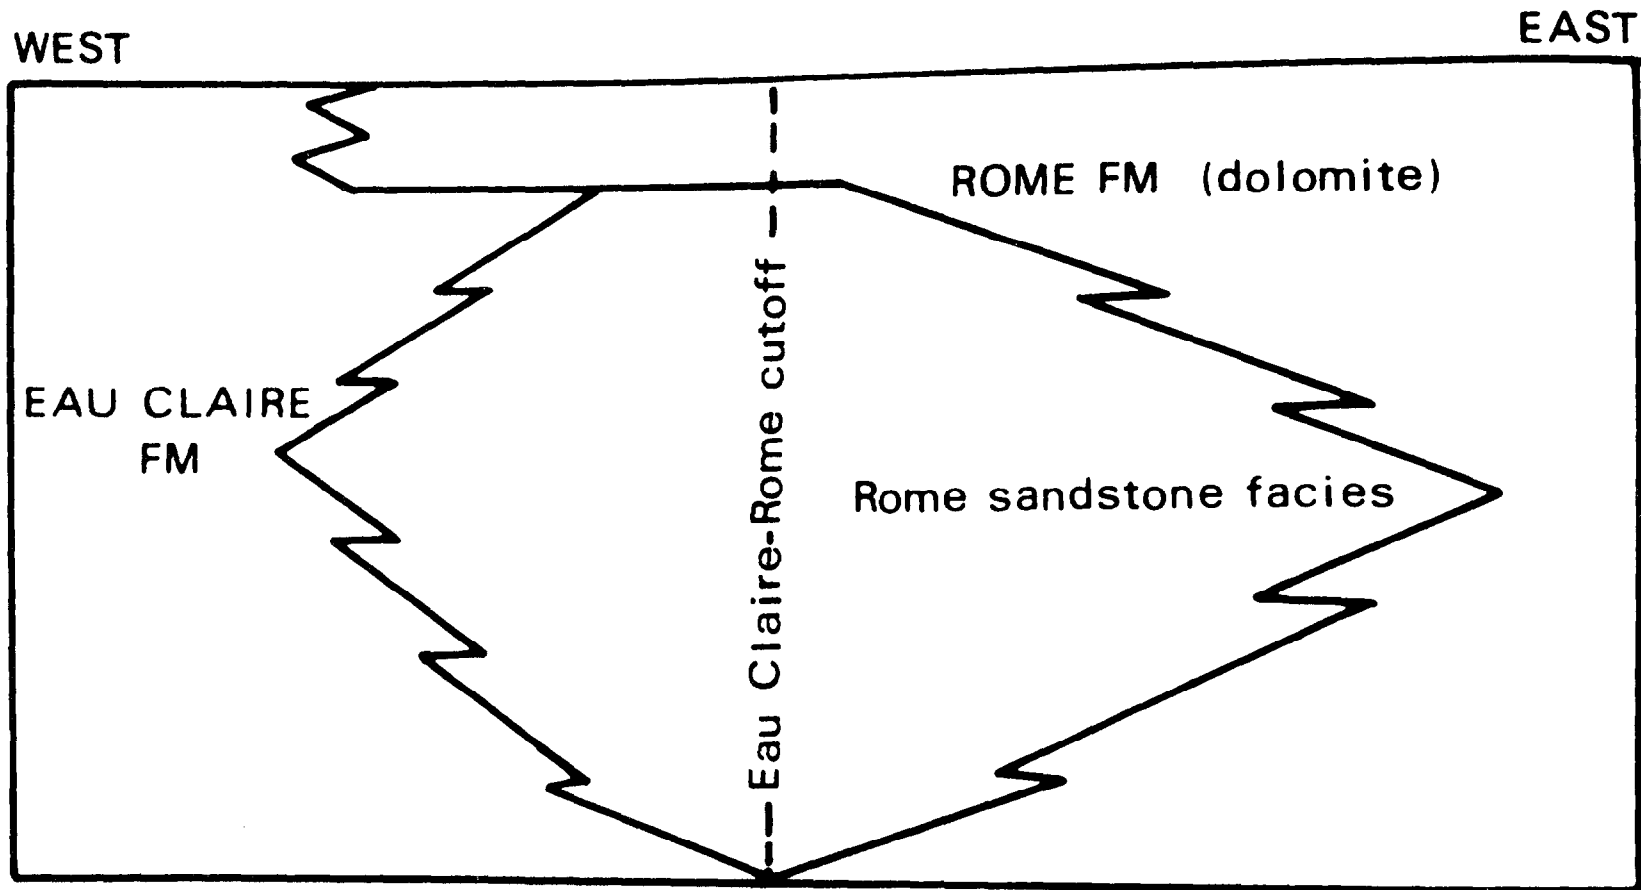 WEST
EAST
ROME FM (dolomite)
EAU CLAIRE
FM
Rome sandstone facies
Eau Claire-Rome cutoff